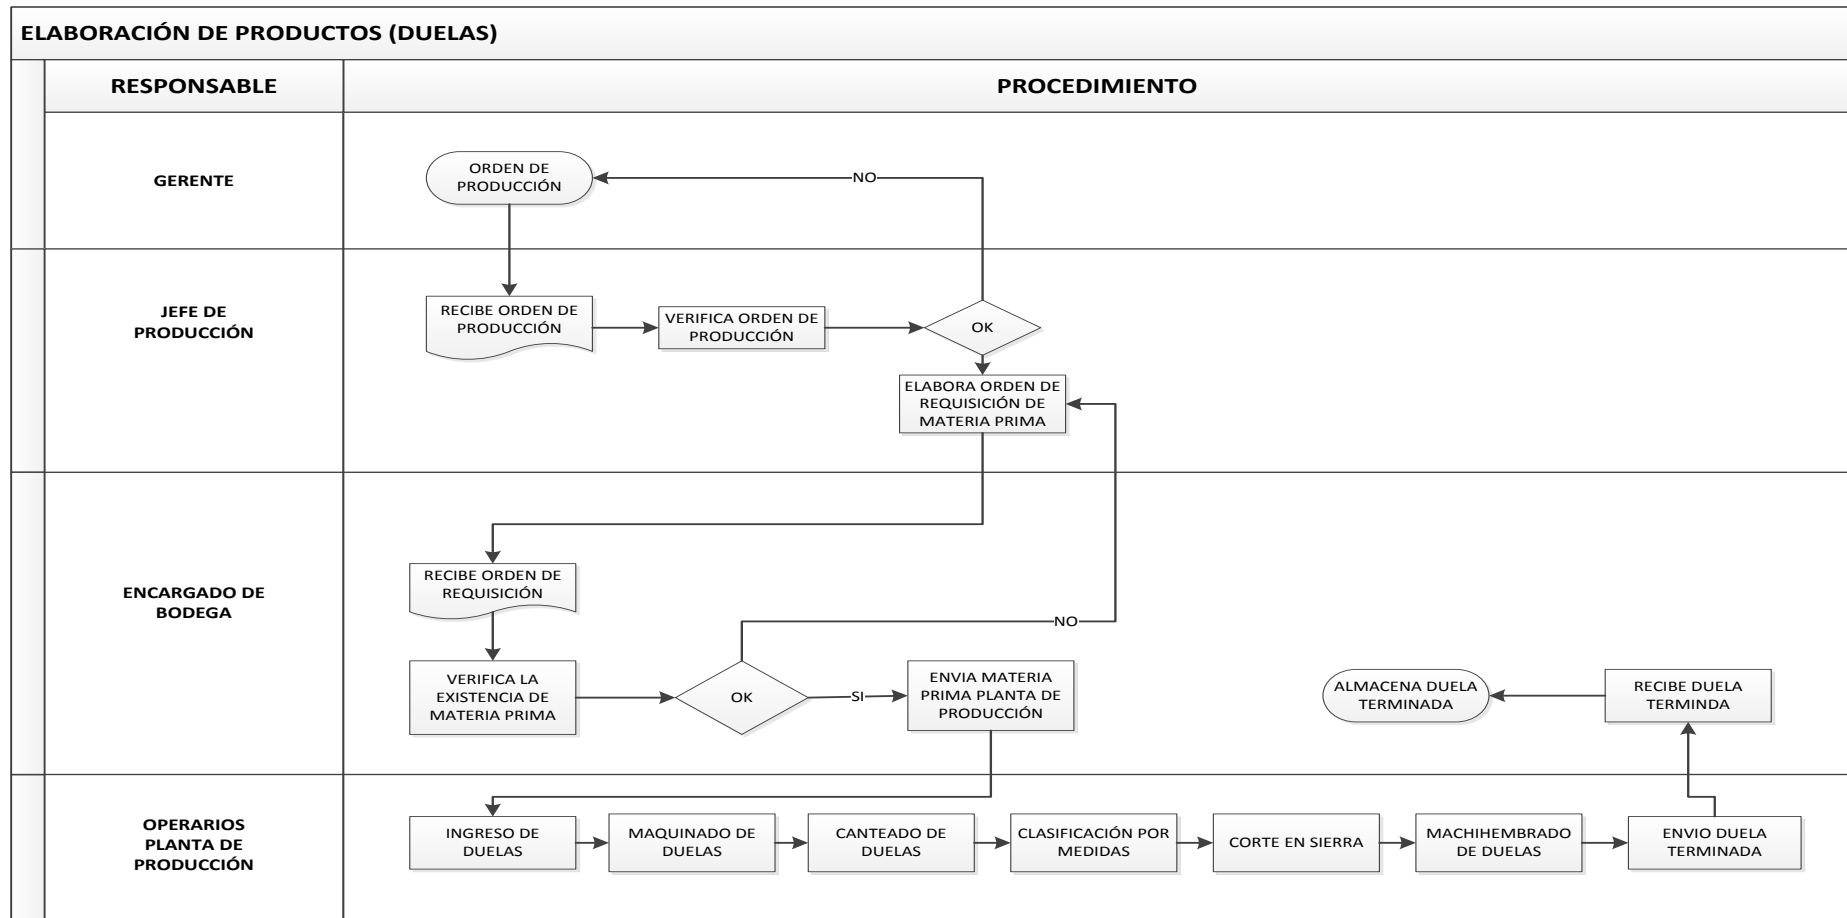 ELABORACIÓN DE PRODUCTOS (DUELAS)
RESPONSABLE
PROCEDIMIENTO
GERENTE
ORDEN DE
PRODUCCIÓN
NO
JEFE DE
PRODUCCIÓN
RECIBE ORDEN DE
PRODUCCIÓN
VERIFICA ORDEN DE
PRODUCCIÓN
OK
ELABORA ORDEN DE
REQUISICIÓN DE
MATERIA PRIMA
ENCARGADO DE
BODEGA
RECIBE ORDEN DE
REQUISICIÓN
NO
VERIFICA LA
EXISTENCIA DE
MATERIA PRIMA
OK
SI
ENVIA MATERIA
PRIMA PLANTA DE
PRODUCCIÓN
ALMACENA DUELA
TERMINADA
RECIBE DUELA
TERMINDA
OPERARIOS
PLANTA DE
PRODUCCIÓN
INGRESO DE
DUELAS
MAQUINADO DE
DUELAS
CANTEADO DE
DUELAS
CLASIFICACIÓN POR
MEDIDAS
CORTE EN SIERRA
MACHIHEMBRADO
DE DUELAS
ENVIO DUELA
TERMINADA